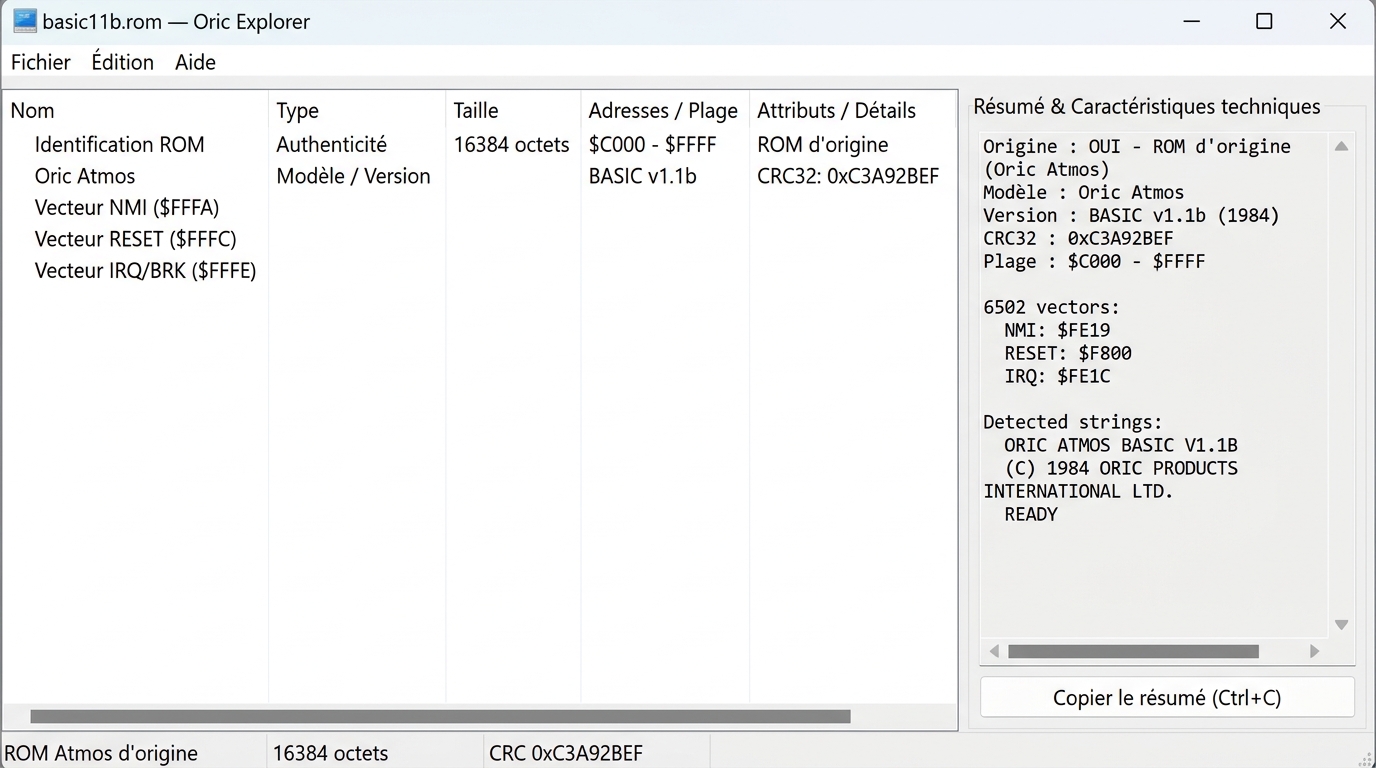 basic11b.rom — Oric Explorer
Fichier Édition Aide
Nom Type Taille Adresses / Plage Attributs / Détails
Identification ROM Authenticité 16384 octets $C000 - $FFFF ROM d'origine
Oric Atmos Modèle / Version BASIC v1.1b CRC32: 0xC3A92BEF
Vecteur NMI ($FFFA)
Vecteur RESET ($FFFC)
Vecteur IRQ/BRK ($FFFE)
Résumé & Caractéristiques techniques
Origine : OUI - ROM d'origine
(Oric Atmos)
Modèle : Oric Atmos
Version : BASIC v1.1b (1984)
CRC32 : 0xC3A92BEF
Plage : $C000 - $FFFF
6502 vectors:
NMI: $FE19
RESET: $F800
IRQ: $FE1C
Detected strings:
ORIC ATMOS BASIC V1.1B
(C) 1984 ORIC PRODUCTS
INTERNATIONAL LTD.
READY
Copier le résumé (Ctrl+C)
ROM Atmos d'origine 16384 octets CRC 0xC3A92BEF